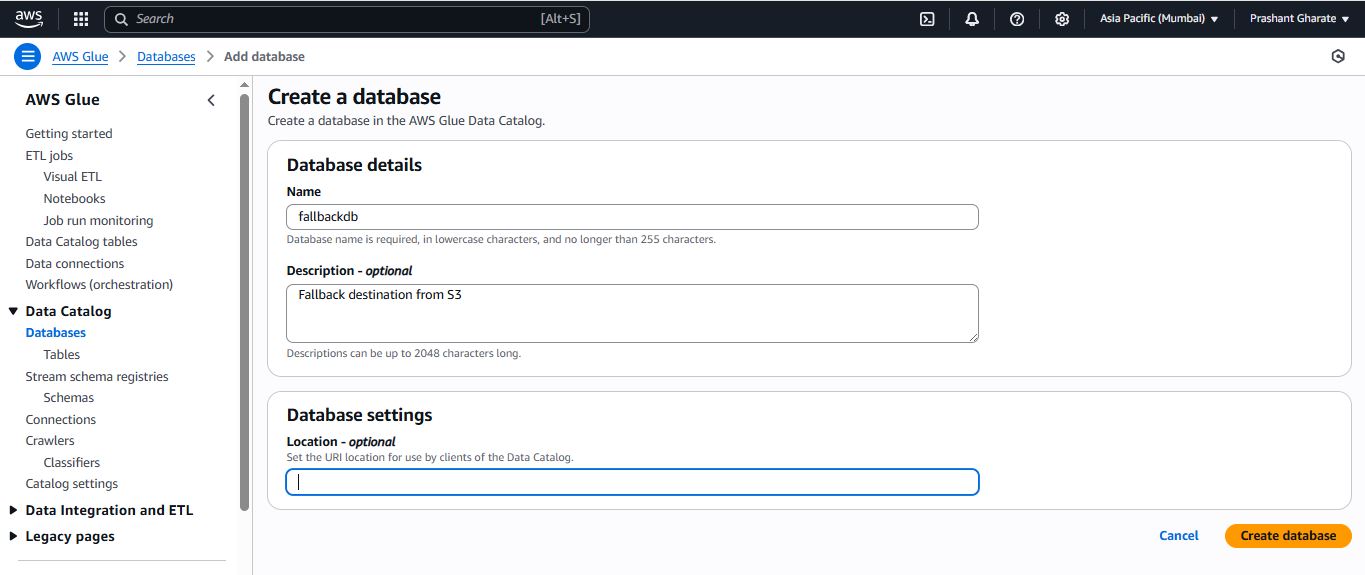 aws
Search [Alt+S] Asia Pacific (Mumbai) Prashant Gharate
AWS Glue Databases Add database
AWS Glue
Getting started
ETL jobs
Visual ETL
Notebooks
Job run monitoring
Data Catalog tables
Data connections
Workflows (orchestration)
Data Catalog
Databases
Tables
Stream schema registries
Schemas
Connections
Crawlers
Classifiers
Catalog settings
Data Integration and ETL
Legacy pages
Create a database
Create a database in the AWS Glue Data Catalog.
Database details
Name
fallbackdb
Database name is required, in lowercase characters, and no longer than 255 characters.
Description - optional
Fallback destination from S3
Descriptions can be up to 2048 characters long.
Database settings
Location - optional
Set the URI location for use by clients of the Data Catalog.
Cancel Create database